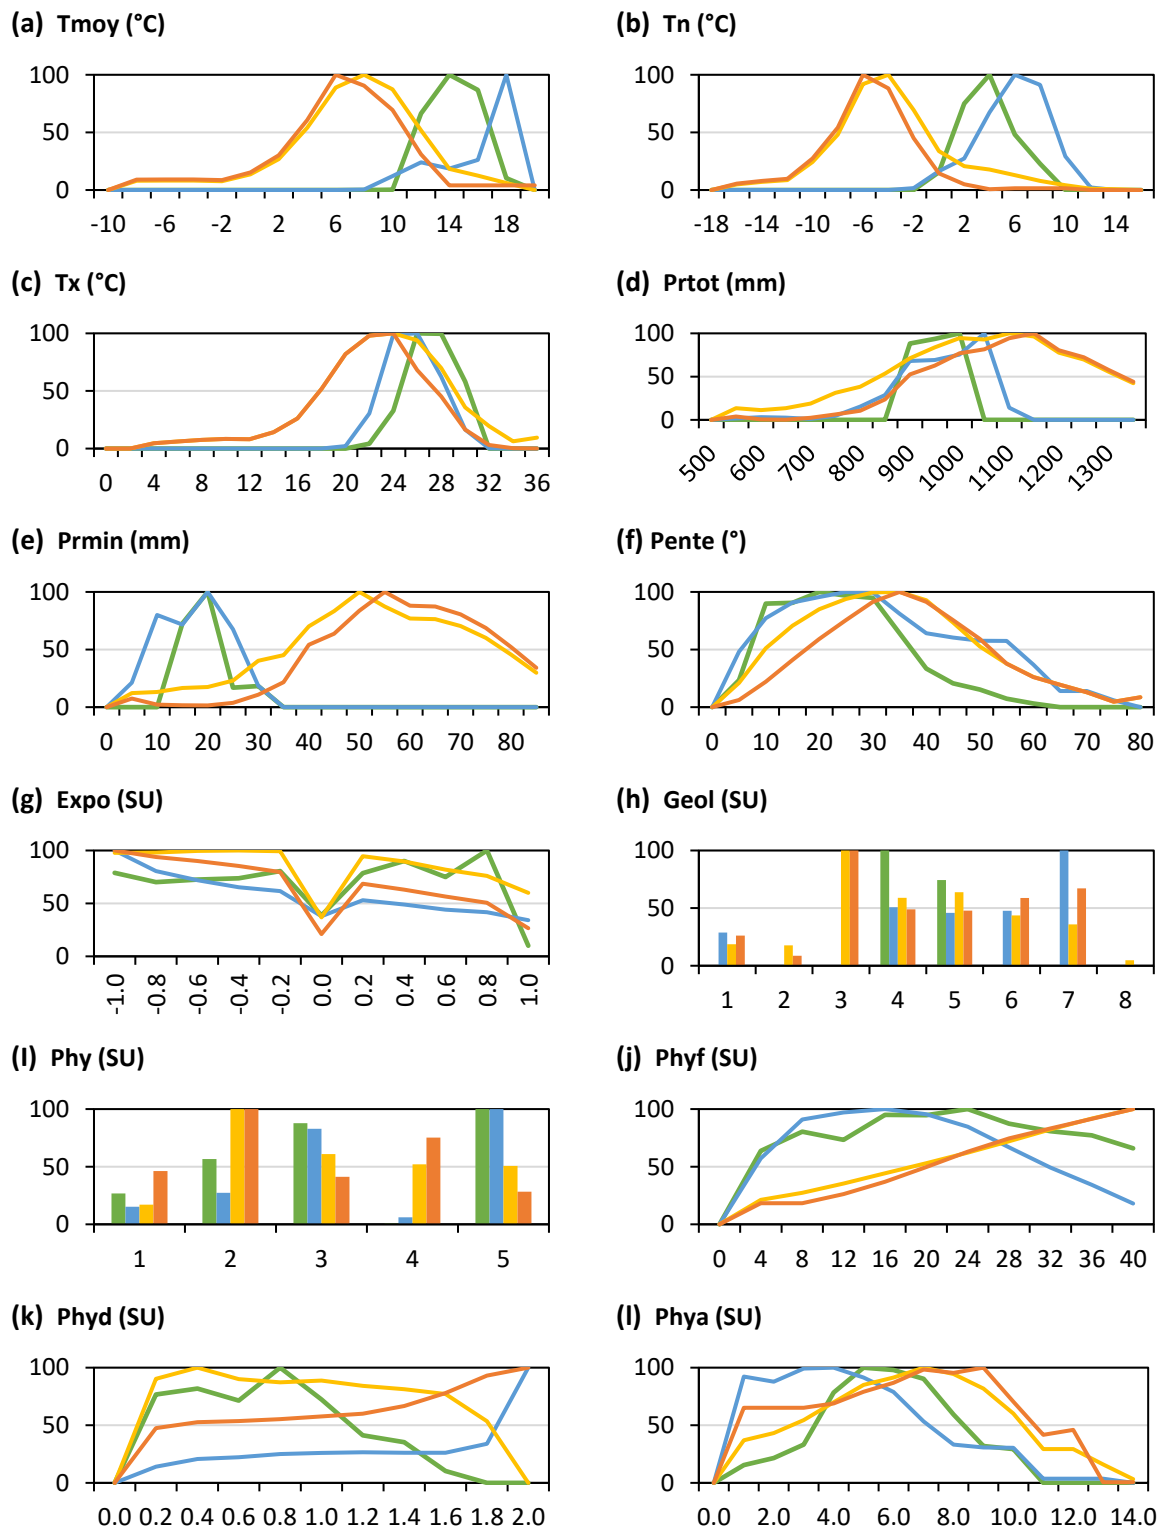 (a) Tmoy (°C)
100
50
0
-10 -6 -2 2 6 10 14 18
(b) Tn (°C)
100
50
0
-18 -14 -10 -6 -2 2 6 10 14
(c) Tx (°C)
100
50
0
0 4 8 12 16 20 24 28 32 36
(d) Prtot (mm)
100
50
0
500 600 700 800 900 1000 1100 1200 1300
(e) Prmin (mm)
100
50
0
0 10 20 30 40 50 60 70 80
(f) Pente (°)
100
50
0
0 10 20 30 40 50 60 70 80
(g) Expo (SU)
100
50
0
-1.0 -0.8 -0.6 -0.4 -0.2 0.0 0.2 0.4 0.6 0.8 1.0
(h) Geol (SU)
100
50
0
1 2 3 4 5 6 7 8
(I) Phy (SU)
100
50
0
1 2 3 4 5
(j) Phyf (SU)
100
50
0
0 4 8 12 16 20 24 28 32 36 40
(k) Phyd (SU)
100
50
0
0.0 0.2 0.4 0.6 0.8 1.0 1.2 1.4 1.6 1.8 2.0
(l) Phya (SU)
100
50
0
0.0 2.0 4.0 6.0 8.0 10.0 12.0 14.0